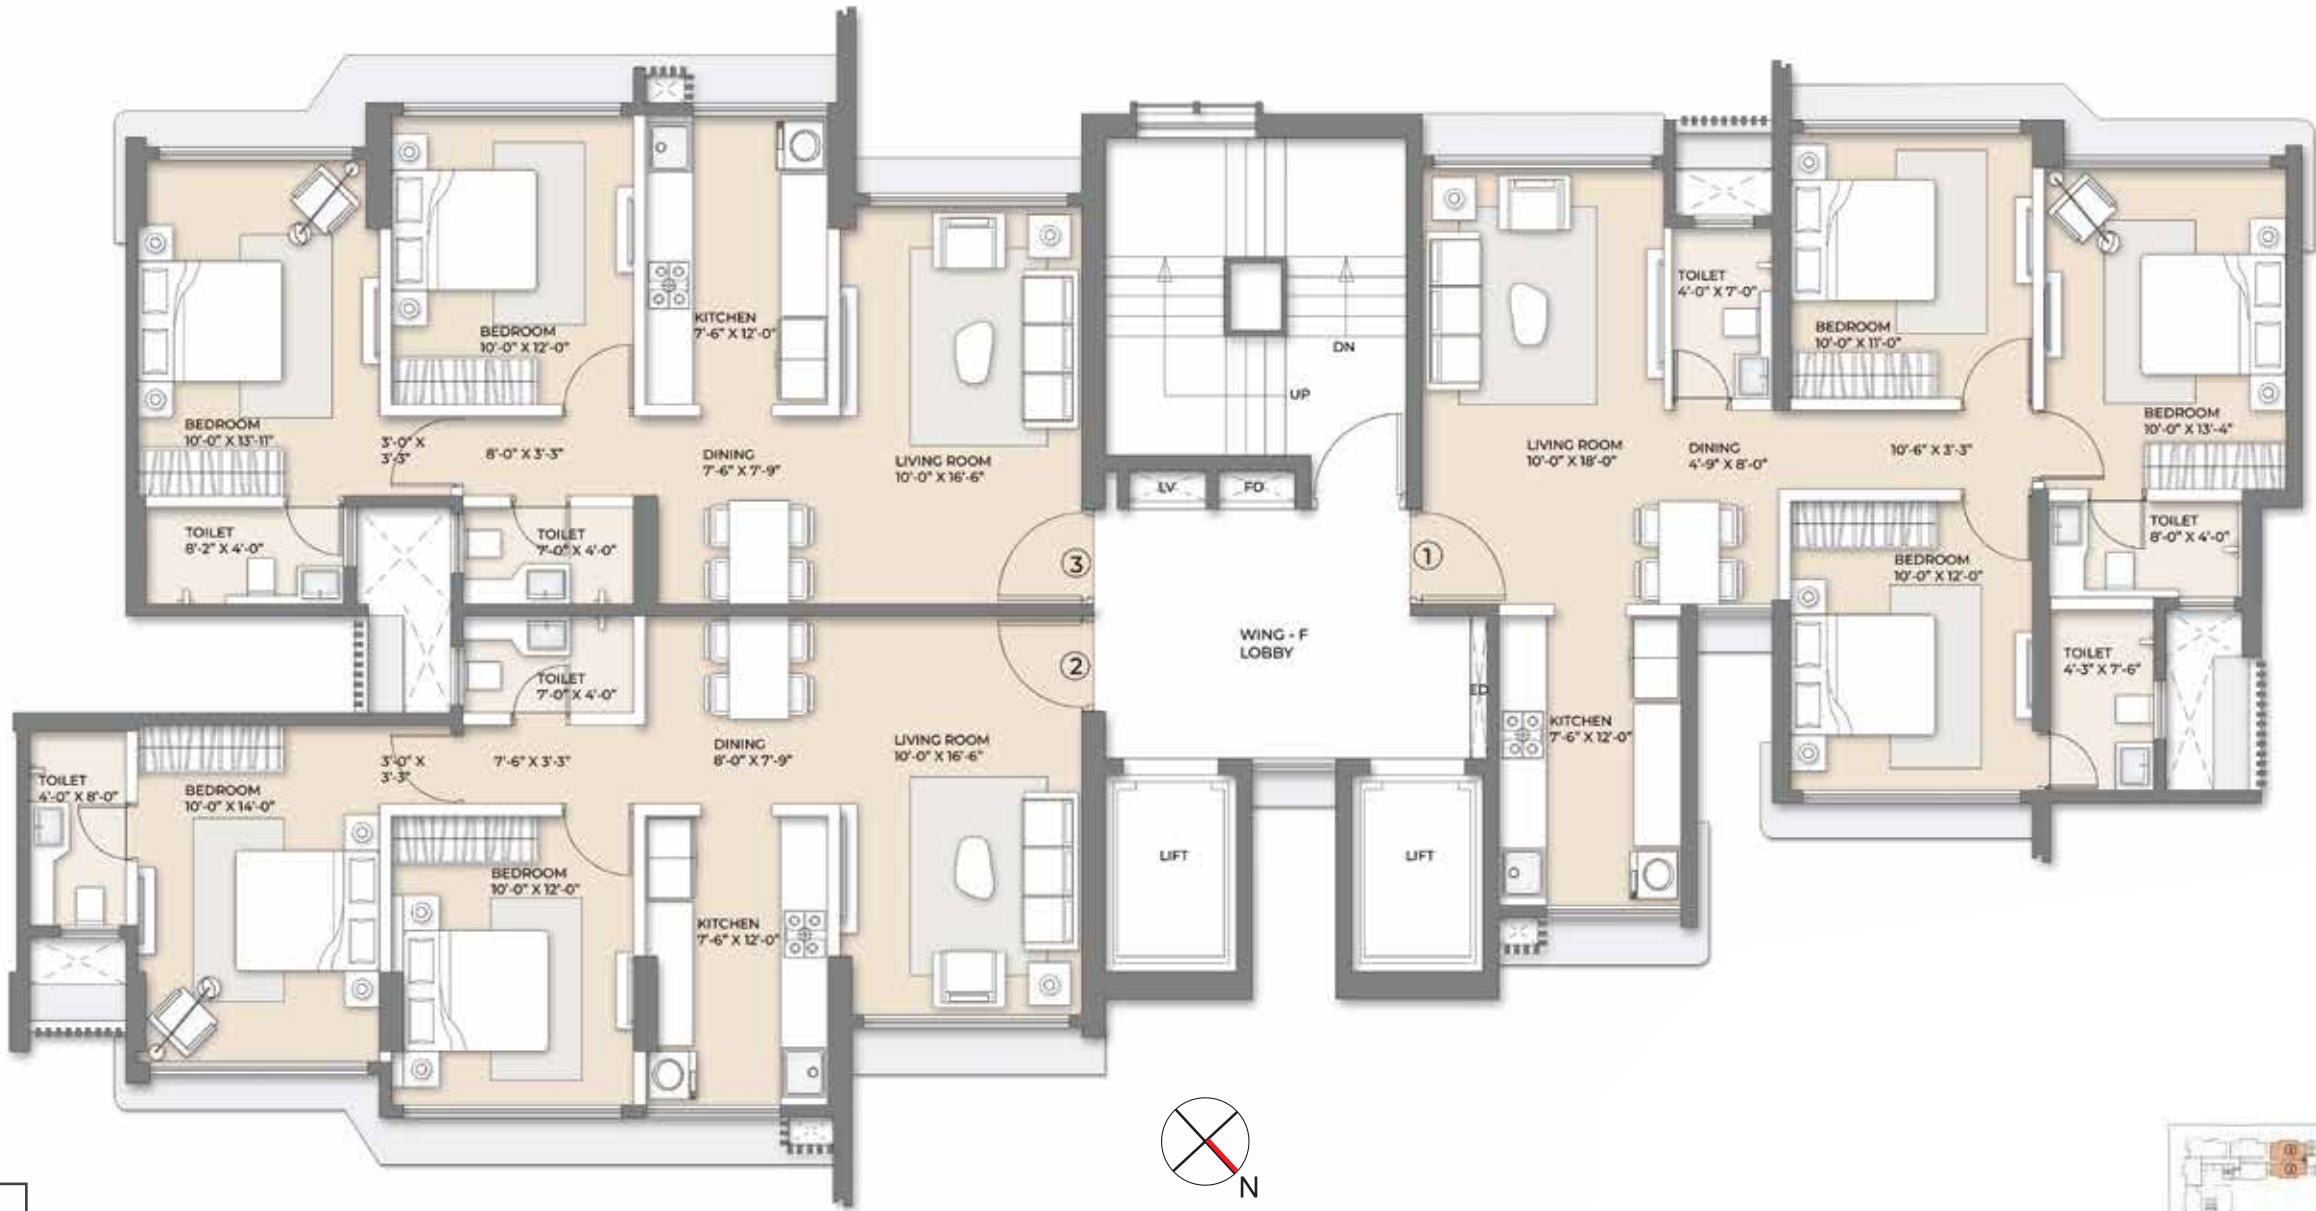 BEDROOM
10'-0" X 13'-11"
BEDROOM
10'-0" X 12'-0"
KITCHEN
7'-6" X 12'-0"
3'-0" X
3'-3"
8'-0" X 3'-3"
DINING
7'-6" X 7'-9"
LIVING ROOM
10'-0" X 16'-6"
TOILET
8'-2" X 4'-0"
TOILET
7'-0" X 4'-0"
3
UP
DN
LV
FD
TOILET
4'-0" X 7'-0"
BEDROOM
10'-0" X 11'-0"
BEDROOM
10'-0" X 13'-4"
LIVING ROOM
10'-0" X 18'-0"
DINING
4'-9" X 8'-0"
10'-6" X 3'-3"
1
TOILET
8'-0" X 4'-0"
BEDROOM
10'-0" X 12'-0"
TOILET
4'-3" X 7'-6"
WING - F
LOBBY
ED
KITCHEN
7'-6" X 12'-0"
2
TOILET
7'-0" X 4'-0"
TOILET
4'-0" X 8'-0"
BEDROOM
10'-0" X 14'-0"
3'-0" X
3'-3"
7'-6" X 3'-3"
DINING
8'-0" X 7'-9"
LIVING ROOM
10'-0" X 16'-6"
BEDROOM
10'-0" X 12'-0"
KITCHEN
7'-6" X 12'-0"
LIFT
LIFT
N